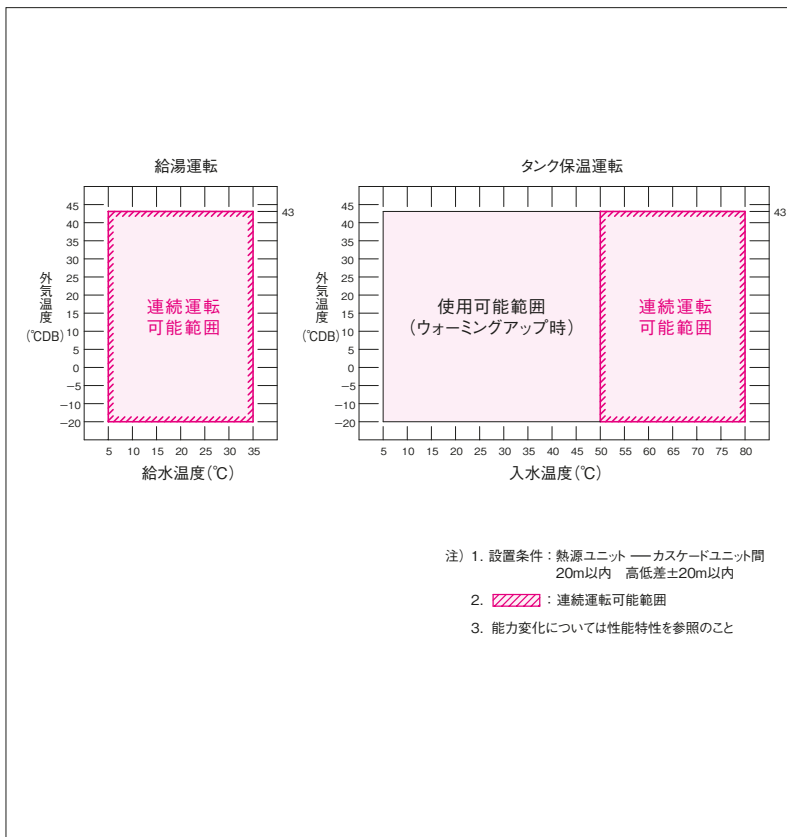 給湯運転
45
40
35
30
25
20
15
10
5
0
−5
−10
−20
43
外気温度
(℃CDB)
連続運転
可能範囲
5 10 15 20 25 30 35
給水温度(℃)
タンク保温運転
45
40
35
30
25
20
15
10
5
0
−5
−10
−20
43
外気温度
(℃CDB)
使用可能範囲
(ウォーミングアップ時)
連続運転
可能範囲
5 10 15 20 25 30 35 40 45 50 55 60 65 70 80
入水温度(℃)
注) 1. 設置条件:熱源ユニット ── カスケードユニット間
20m以内 高低差±20m以内
2. :連続運転可能範囲
3. 能力変化については性能特性を参照のこと